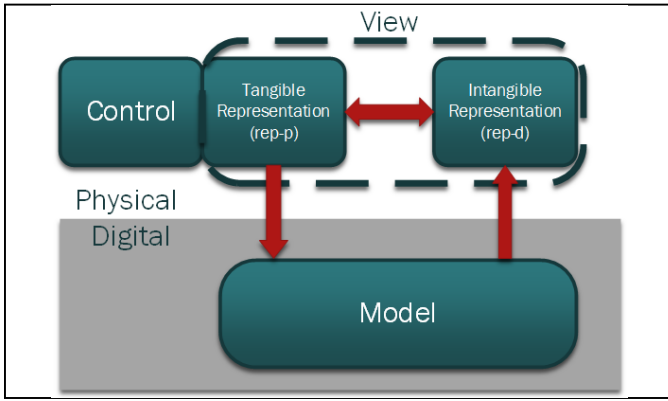 View
Control
Tangible
Representation
(rep-p)
Intangible
Representation
(rep-d)
Physical
Digital
Model